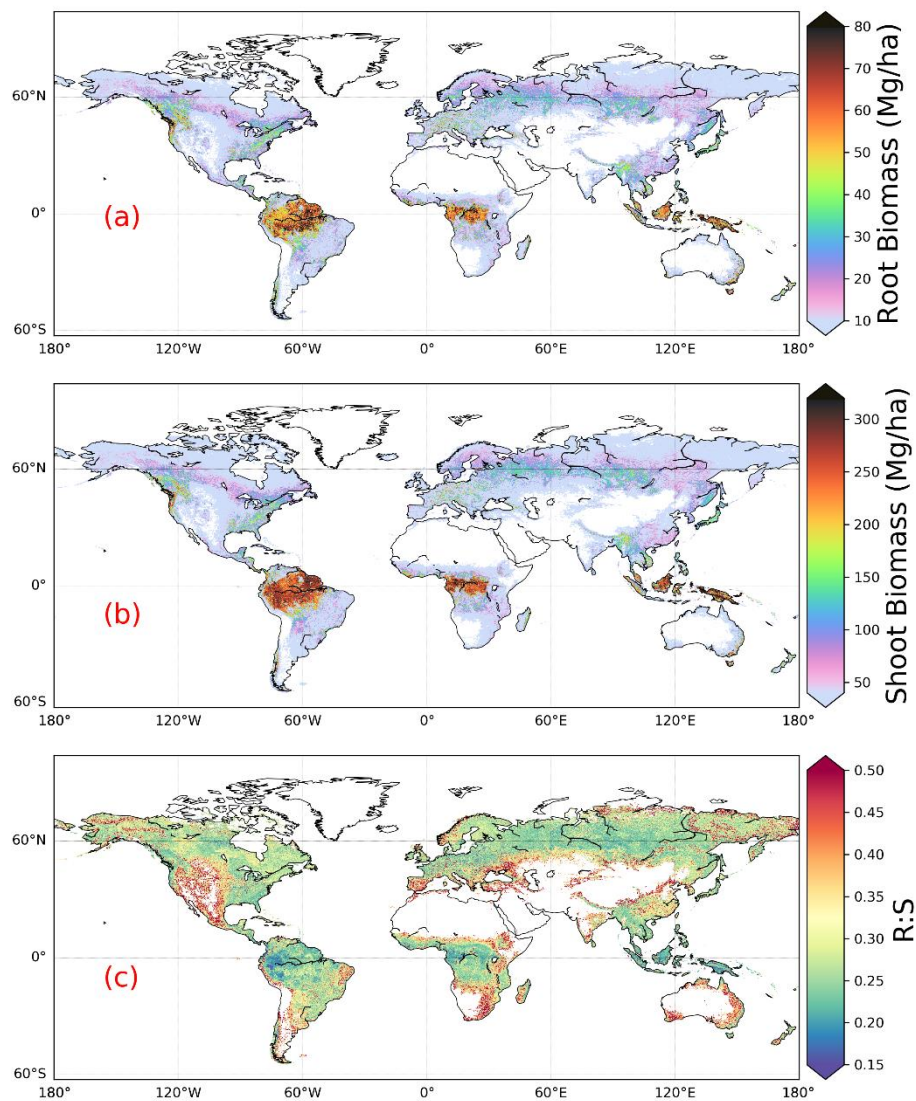 60°N
0°
60°S
(a)
180°
120°W
60°W
0°
60°E
120°E
180°
80
70
60
50
40
30
20
10
Root Biomass (Mg/ha)
60°N
0°
60°S
(b)
180°
120°W
60°W
0°
60°E
120°E
180°
300
250
200
150
100
50
Shoot Biomass (Mg/ha)
60°N
0°
60°S
(c)
180°
120°W
60°W
0°
60°E
120°E
180°
0.50
0.45
0.40
0.35
0.30
0.25
0.20
0.15
R:S